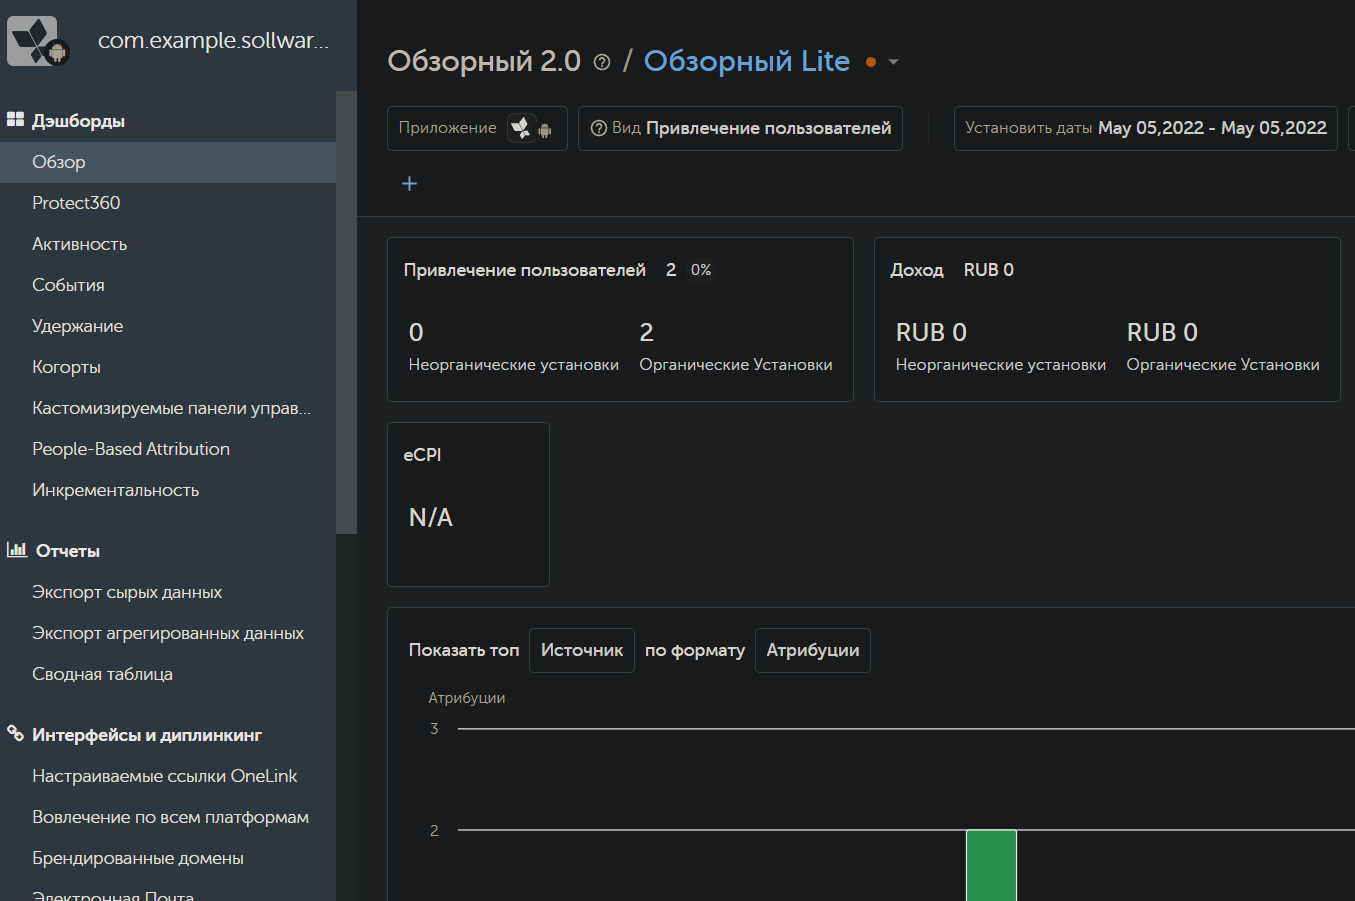 com.example.sollwar...
Дэшборды
Обзор
Protect360
Активность
События
Удержание
Когорты
Кастомизируемые панели управ...
People-Based Attribution
Инкрементальность
Отчеты
Экспорт сырых данных
Экспорт агрегированных данных
Сводная таблица
Интерфейсы и диплинкинг
Настраиваемые ссылки OneLink
Вовлечение по всем платформам
Брендированные домены
Электронная Почта
Обзорный 2.0 / Обзорный Lite
Приложение
Вид Привлечение пользователей
Установить даты May 05,2022 - May 05,2022
+
Привлечение пользователей 2 0%
0
Неорганические установки
2
Органические Установки
Доход RUB 0
RUB 0
Неорганические установки
RUB 0
Органические Установки
eCPI
N/A
Показать топ Источник по формату Атрибуции
Атрибуции
3
2